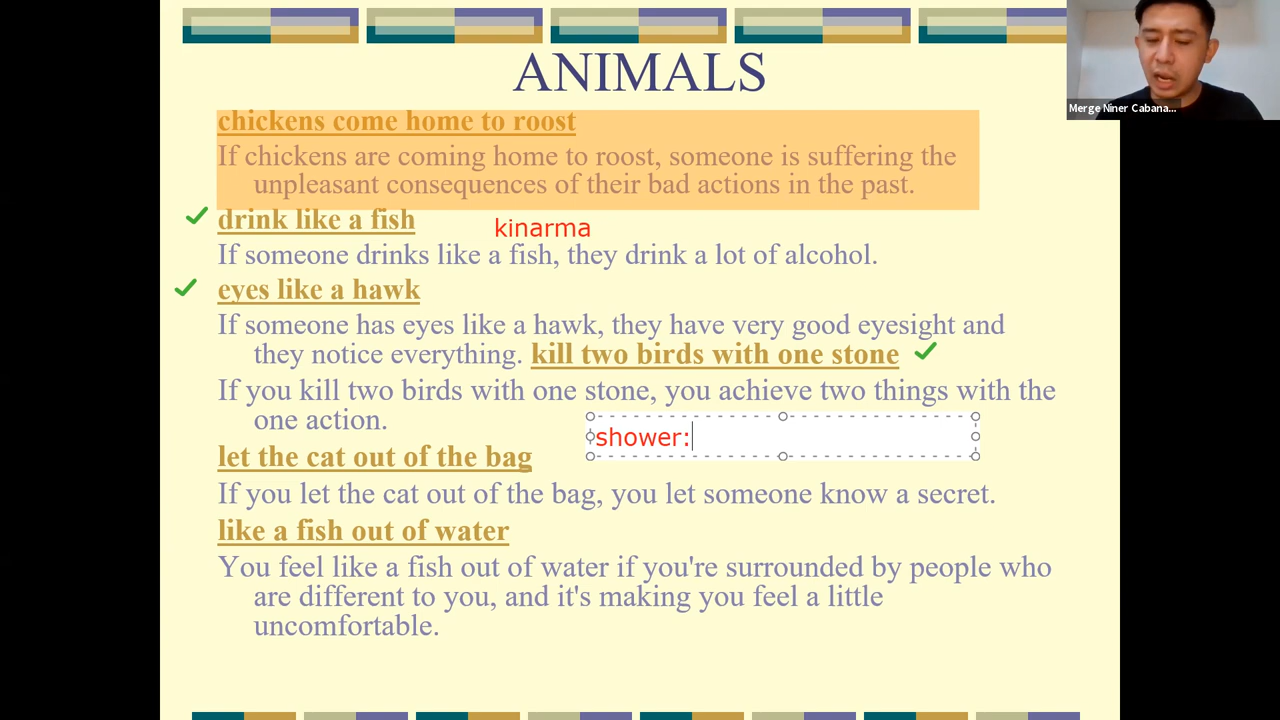 ANIMALS
Merge Niner Cabana...
chickens come home to roost
If chickens are coming home to roost, someone is suffering the
unpleasant consequences of their bad actions in the past.
drink like a fish
kinarma
If someone drinks like a fish, they drink a lot of alcohol.
eyes like a hawk
If someone has eyes like a hawk, they have very good eyesight and
they notice everything. kill two birds with one stone
If you kill two birds with one stone, you achieve two things with the
one action.
shower:
let the cat out of the bag
If you let the cat out of the bag, you let someone know a secret.
like a fish out of water
You feel like a fish out of water if you're surrounded by people who
are different to you, and it's making you feel a little
uncomfortable.